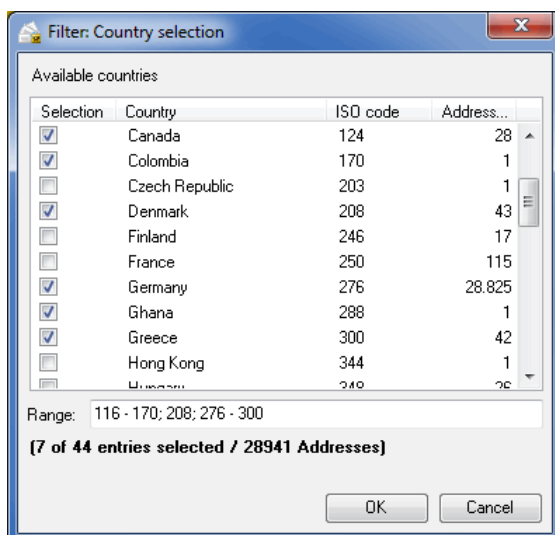 Filter: Country selection
Available countries
Selection Country ISO code Address...
Canada 124 28
Colombia 170 1
Czech Republic 203 1
Denmark 208 43
Finland 246 17
France 250 115
Germany 276 28.825
Ghana 288 1
Greece 300 42
Hong Kong 344 1
Hungary 348 26
Range: 116 - 170; 208; 276 - 300
(7 of 44 entries selected / 28941 Addresses)
OK Cancel